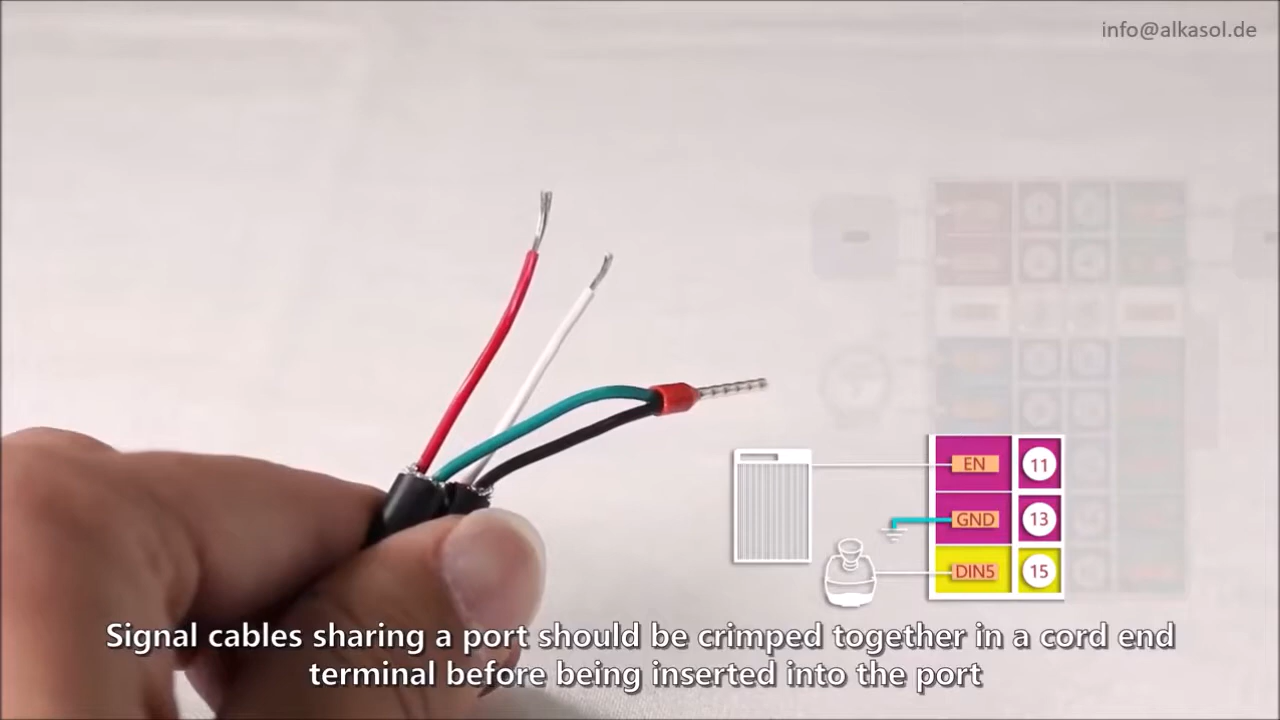 info@alkasol.de
EN 11
GND 13
DIN5 15
Signal cables sharing a port should be crimped together in a cord end
terminal before being inserted into the port